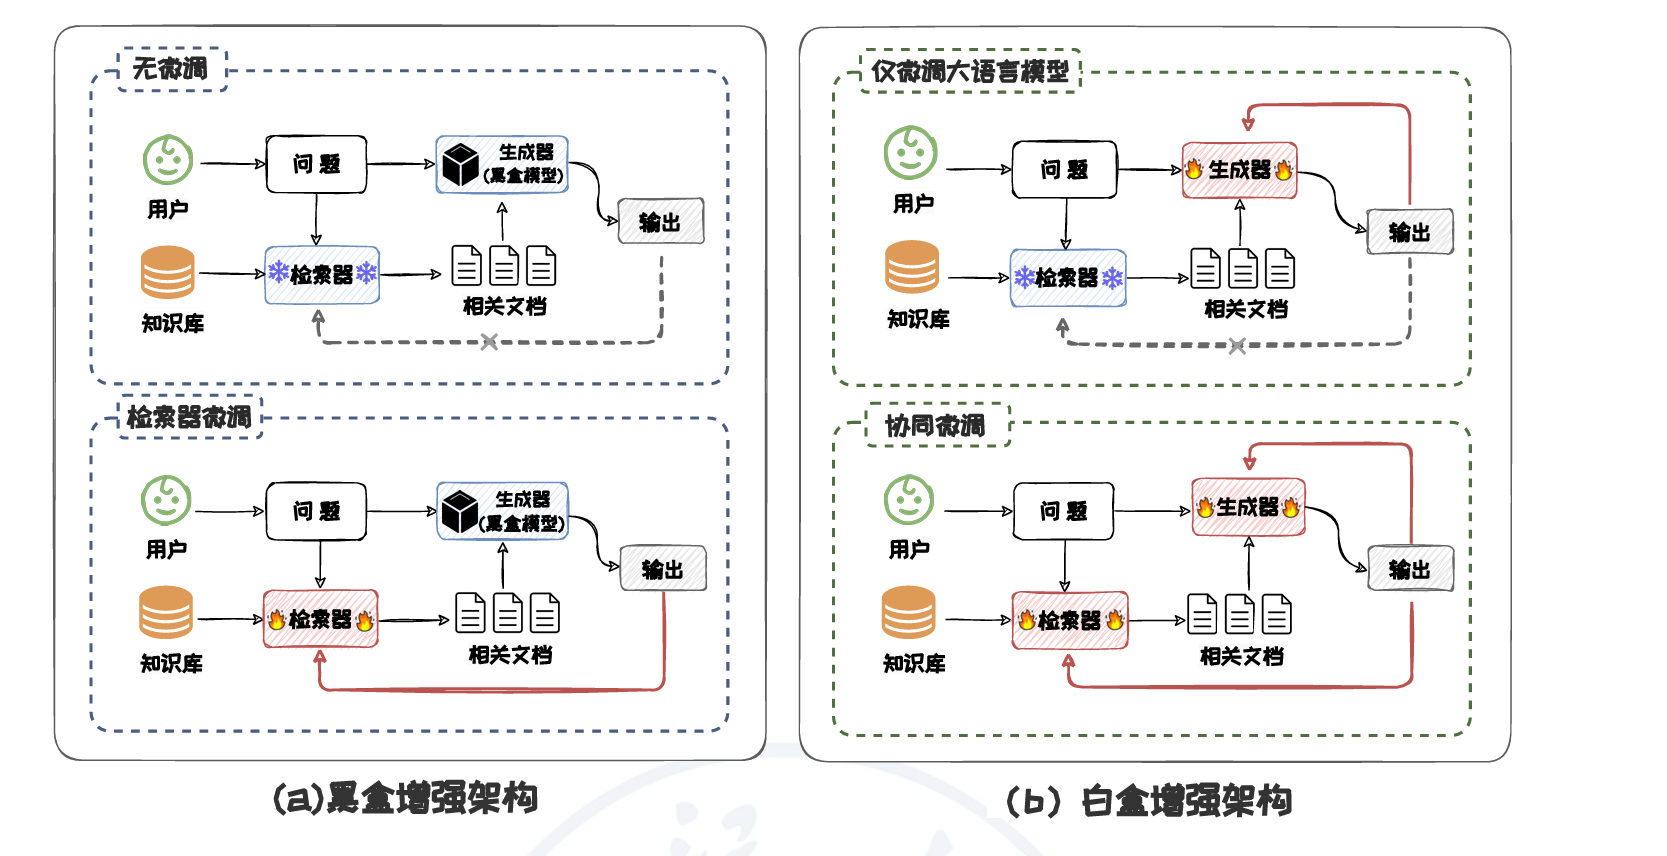 无微调
用户
问题
生成器
(黑盒模型)
输出
知识库
检索器
相关文档
检索器微调
用户
问题
生成器
(黑盒模型)
输出
知识库
检索器
相关文档
(a)黑盒增强架构
仅微调大语言模型
用户
问题
生成器
输出
知识库
检索器
相关文档
协同微调
用户
问题
生成器
输出
知识库
检索器
相关文档
(b) 白盒增强架构